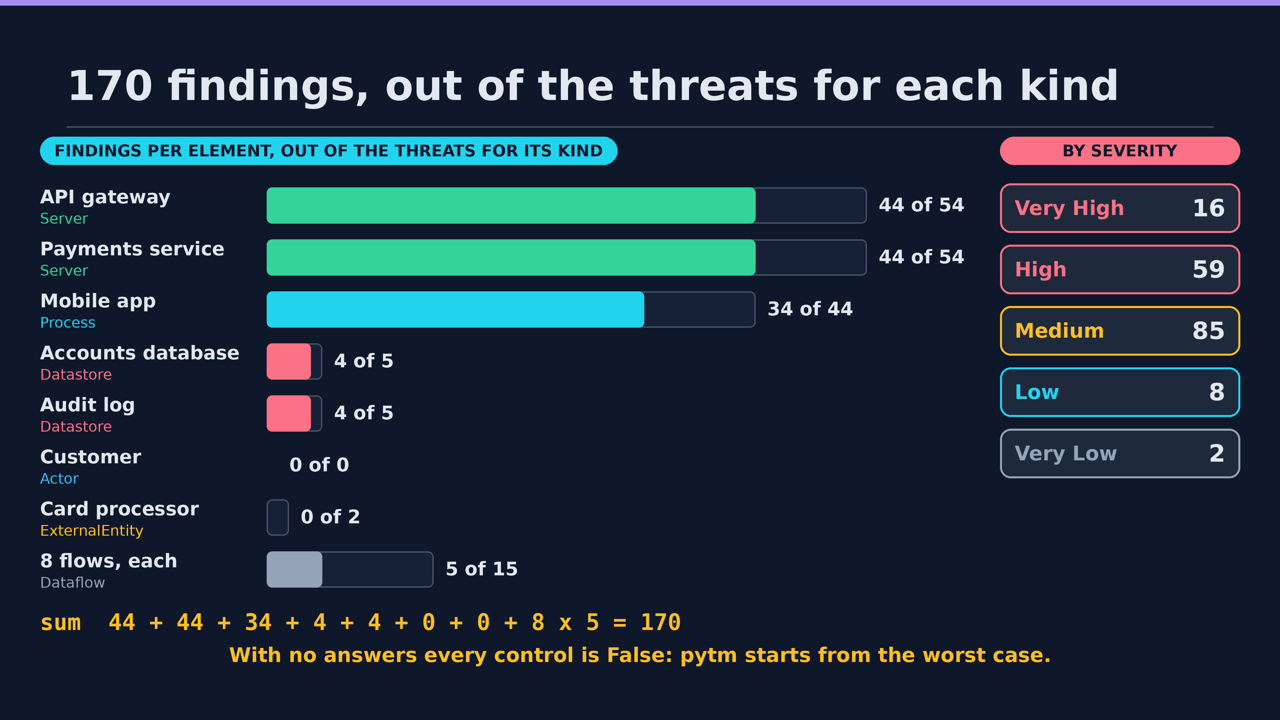 170 findings, out of the threats for each kind
FINDINGS PER ELEMENT, OUT OF THE THREATS FOR ITS KIND
API gateway
Server
44 of 54
Payments service
Server
44 of 54
Mobile app
Process
34 of 44
Accounts database
Datastore
4 of 5
Audit log
Datastore
4 of 5
Customer
Actor
0 of 0
Card processor
ExternalEntity
0 of 2
8 flows, each
Dataflow
5 of 15
BY SEVERITY
Very High 16
High 59
Medium 85
Low 8
Very Low 2
sum 44 + 44 + 34 + 4 + 4 + 0 + 0 + 8 x 5 = 170
With no answers every control is False: pytm starts from the worst case.